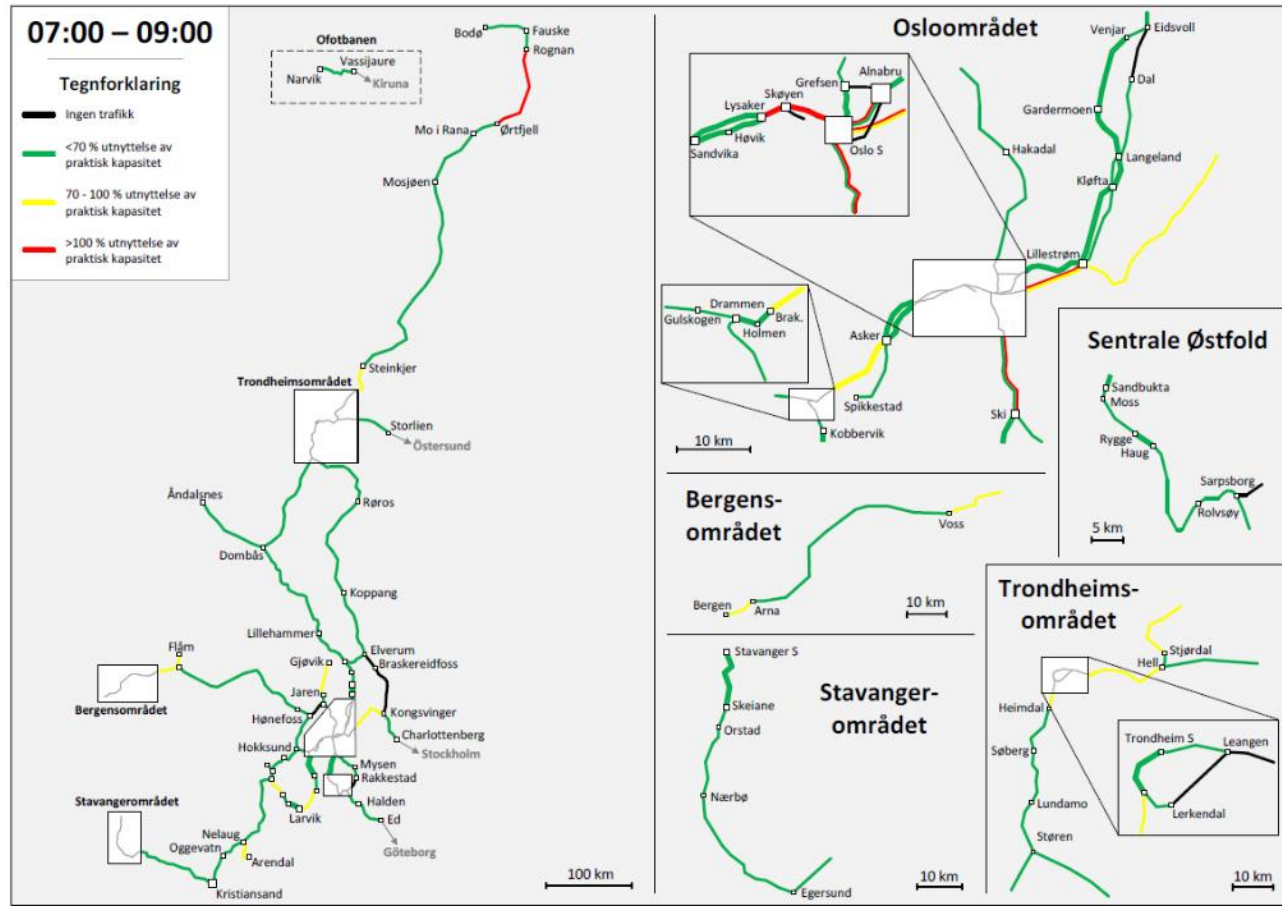 07:00 – 09:00
Tegnforklaring
Ingen trafikk
<70 % utnyttelse av
praktisk kapasitet
70 - 100 % utnyttelse av
praktisk kapasitet
>100 % utnyttelse av
praktisk kapasitet
Ofotbanen
Vassijaure
Narvik
Kiruna
Bodø
Fauske
Rognan
Mo i Rana
Ørtfjell
Mosjøen
Steinkjer
Trondheimsområdet
Storlien
Östersund
Åndalsnes
Røros
Dombås
Koppang
Lillehammer
Elverum
Braskereidfoss
Flåm
Gjøvik
Jaren
Bergensområdet
Hønefoss
Kongsvinger
Charlottenberg
Hokksund
Stockholm
Mysen
Rakkestad
Stavangerområdet
Larvik
Halden
Ed
Nelaug
Oggevatn
Arendal
Göteborg
Kristiansand
100 km
Osloområdet
Venjar
Eidsvoll
Dal
Gardermoen
Langeland
Kløfta
Hakadal
Lillestrøm
Grefsen
Alnabru
Skøyen
Lysaker
Høvik
Sandvika
Oslo S
Drammen
Gulskogen
Brak.
Holmen
Asker
Spikkestad
Kobbervik
Ski
10 km
Sentrale Østfold
Sandbukta
Moss
Rygge
Haug
Sarpsborg
Rolvsøy
5 km
Bergens-
området
Voss
Bergen
Arna
10 km
Stavanger-
området
Stavanger S
Skeiane
Orstad
Nærbø
Egersund
10 km
Trondheims-
området
Stjørdal
Hell
Heimdal
Søberg
Lundamo
Støren
Trondheim S
Leangen
Lerkendal
10 km